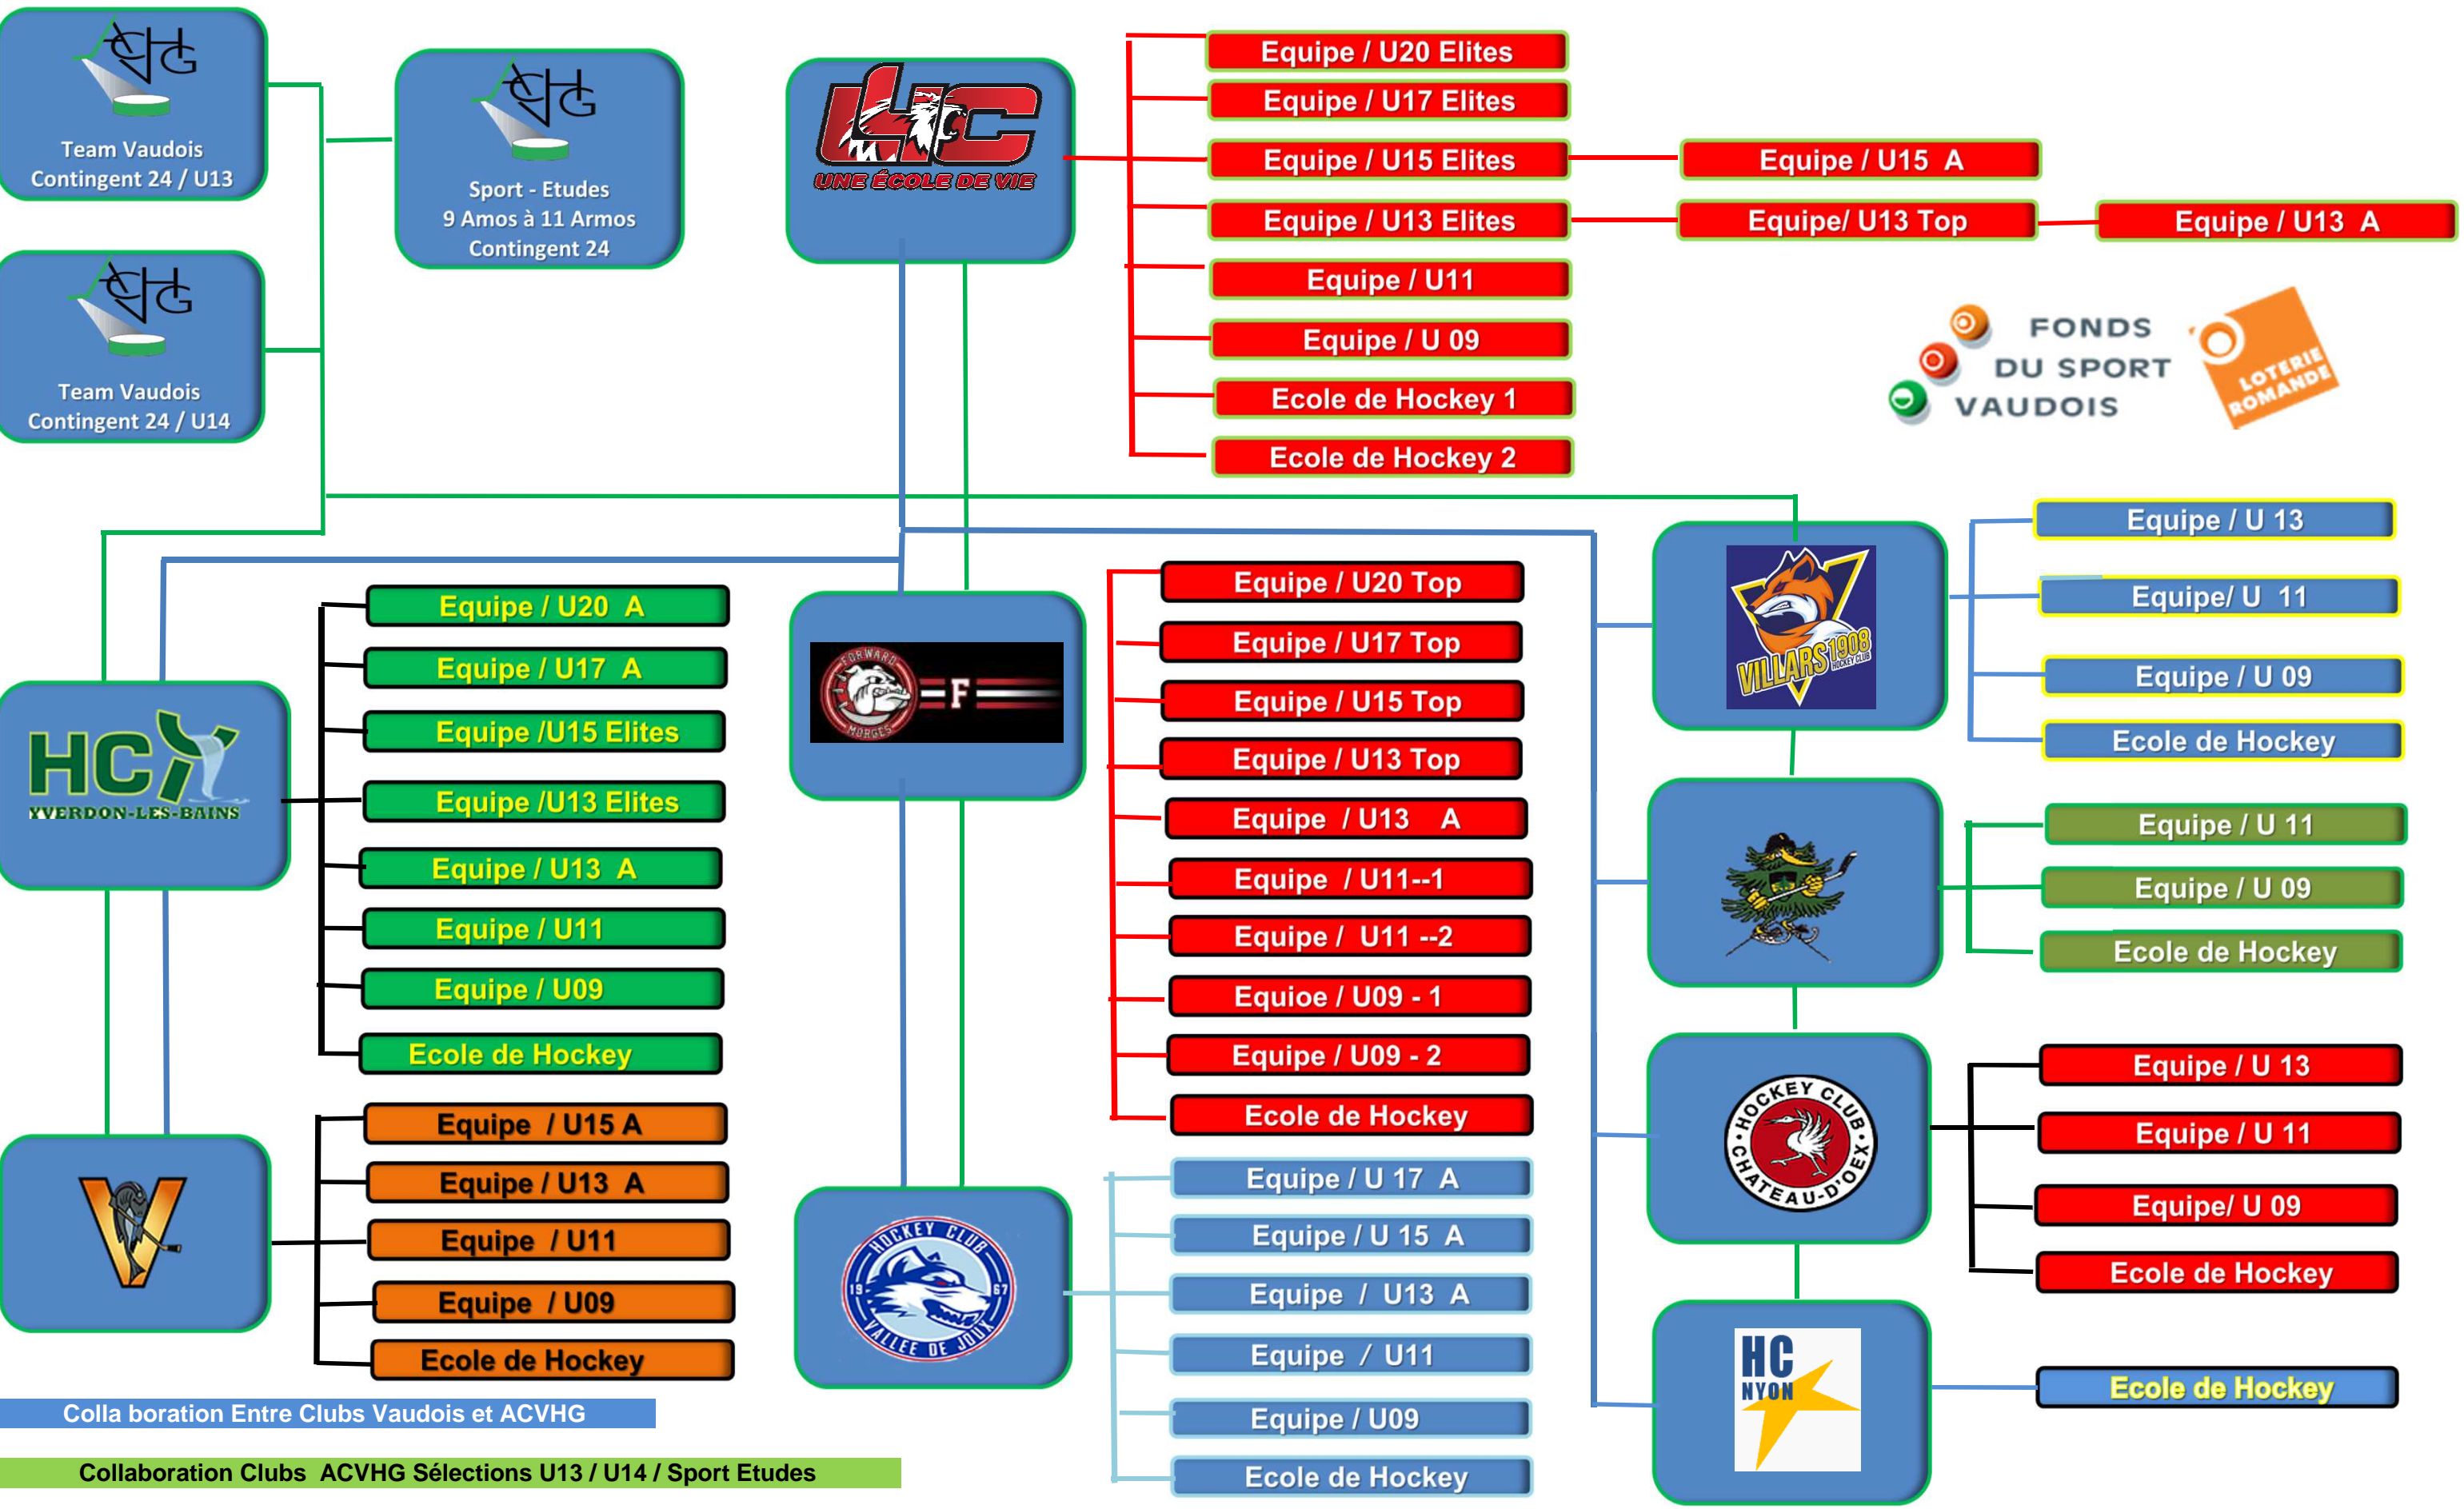 ACVHG
Team Vaudois
Contingent 24 / U13
ACVHG
Sport - Etudes
9 Amos à 11 Armos
Contingent 24
ACVHG
Team Vaudois
Contingent 24 / U14
LHC
UNE ÉCOLE DE VIE
Equipe / U20 Elites
Equipe / U17 Elites
Equipe / U15 Elites
Equipe / U15 A
Equipe / U13 Elites
Equipe/ U13 Top
Equipe / U13 A
Equipe / U11
Equipe / U 09
Ecole de Hockey 1
Ecole de Hockey 2
FONDS
DU SPORT
VAUDOIS
LOTERIE
ROMANDE
HCY
YVERDON-LES-BAINS
Equipe / U20 A
Equipe / U17 A
Equipe /U15 Elites
Equipe /U13 Elites
Equipe / U13 A
Equipe / U11
Equipe / U09
Ecole de Hockey
V
Equipe / U15 A
Equipe / U13 A
Equipe / U11
Equipe / U09
Ecole de Hockey
FORWARD
MORGES
F
Equipe / U20 Top
Equipe / U17 Top
Equipe / U15 Top
Equipe / U13 Top
Equipe / U13 A
Equipe / U11--1
Equipe / U11 --2
Equioe / U09 - 1
Equipe / U09 - 2
Ecole de Hockey
HOCKEY CLUB
19 67
VALLEE DE JOUX
Equipe / U 17 A
Equipe / U 15 A
Equipe / U13 A
Equipe / U11
Equipe / U09
Ecole de Hockey
VILLARS 1908
HOCKEY CLUB
Equipe / U 13
Equipe/ U 11
Equipe / U 09
Ecole de Hockey
Equipe / U 11
Equipe / U 09
Ecole de Hockey
HOCKEY CLUB
CHATEAU-D'OEX
Equipe / U 13
Equipe / U 11
Equipe/ U 09
Ecole de Hockey
HC
NYON
Ecole de Hockey
Colla boration Entre Clubs Vaudois et ACVHG
Collaboration Clubs ACVHG Sélections U13 / U14 / Sport Etudes